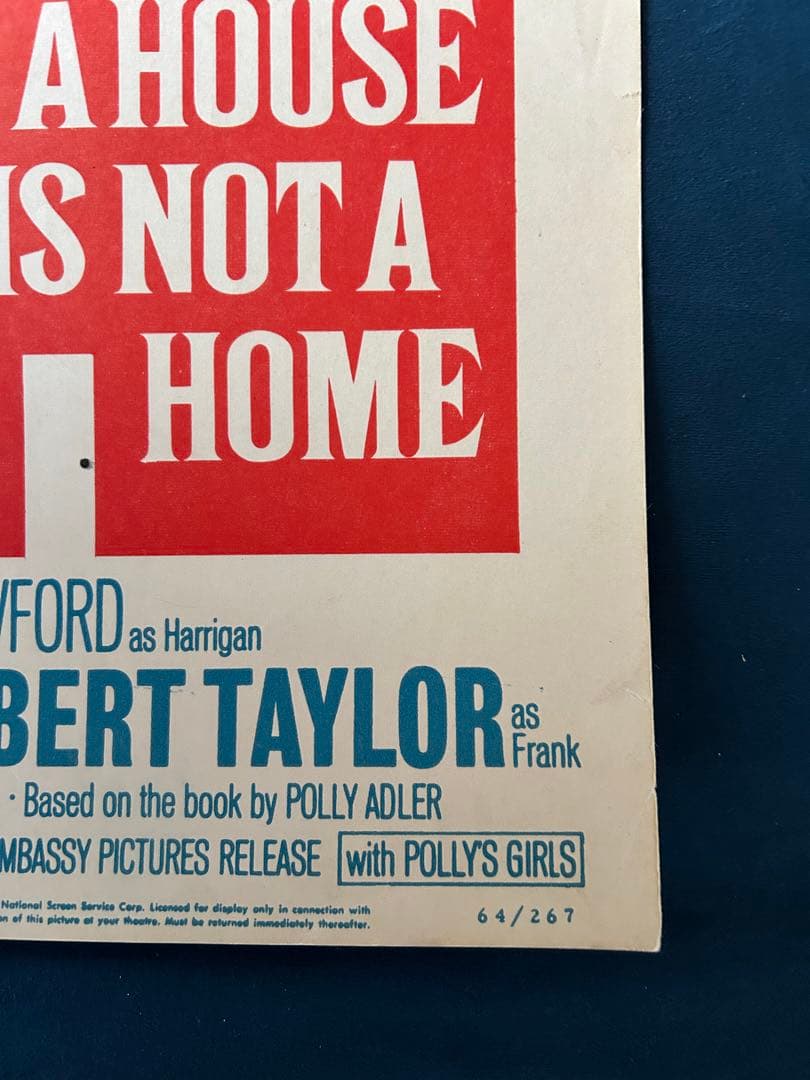 A HOUSE
IS NOT A
HOME
FORD as Harrigan
BERT TAYLOR as Frank
· Based on the book by POLLY ADLER
MBASSY PICTURES RELEASE with POLLY'S GIRLS
National Screen Service Corp. Licensed for display only in connection with
n of this picture at your theatre. Must be returned immediately thereafter.
64/267